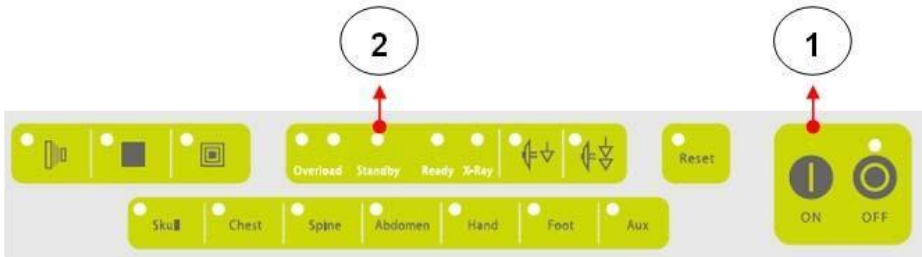 2 1
Overload Standby Ready X-Ray Reset
ON OFF
Skull Chest Spine Abdomen Hand Foot Aux